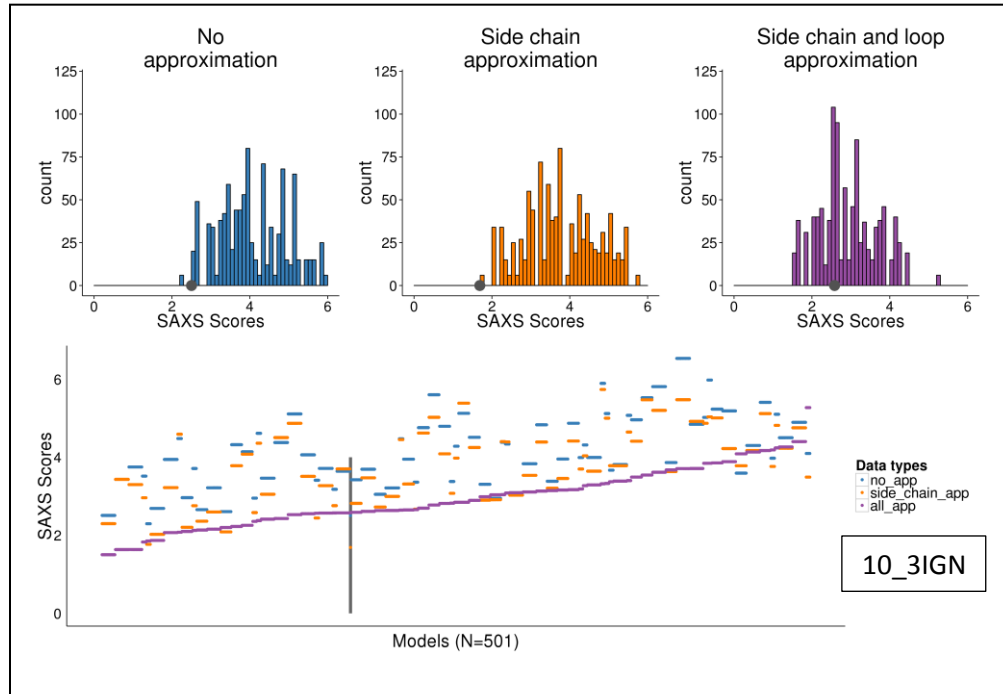 No
approximation
Side chain
approximation
Side chain and loop
approximation
125
100
75
50
25
0
count
0 2 4 6
SAXS Scores
125
100
75
50
25
0
count
0 2 4 6
SAXS Scores
125
100
75
50
25
0
count
0 2 4 6
SAXS Scores
6
4
2
0
SAXS Scores
Models (N=501)
Data types
no_app
side_chain_app
all_app
10_3IGN